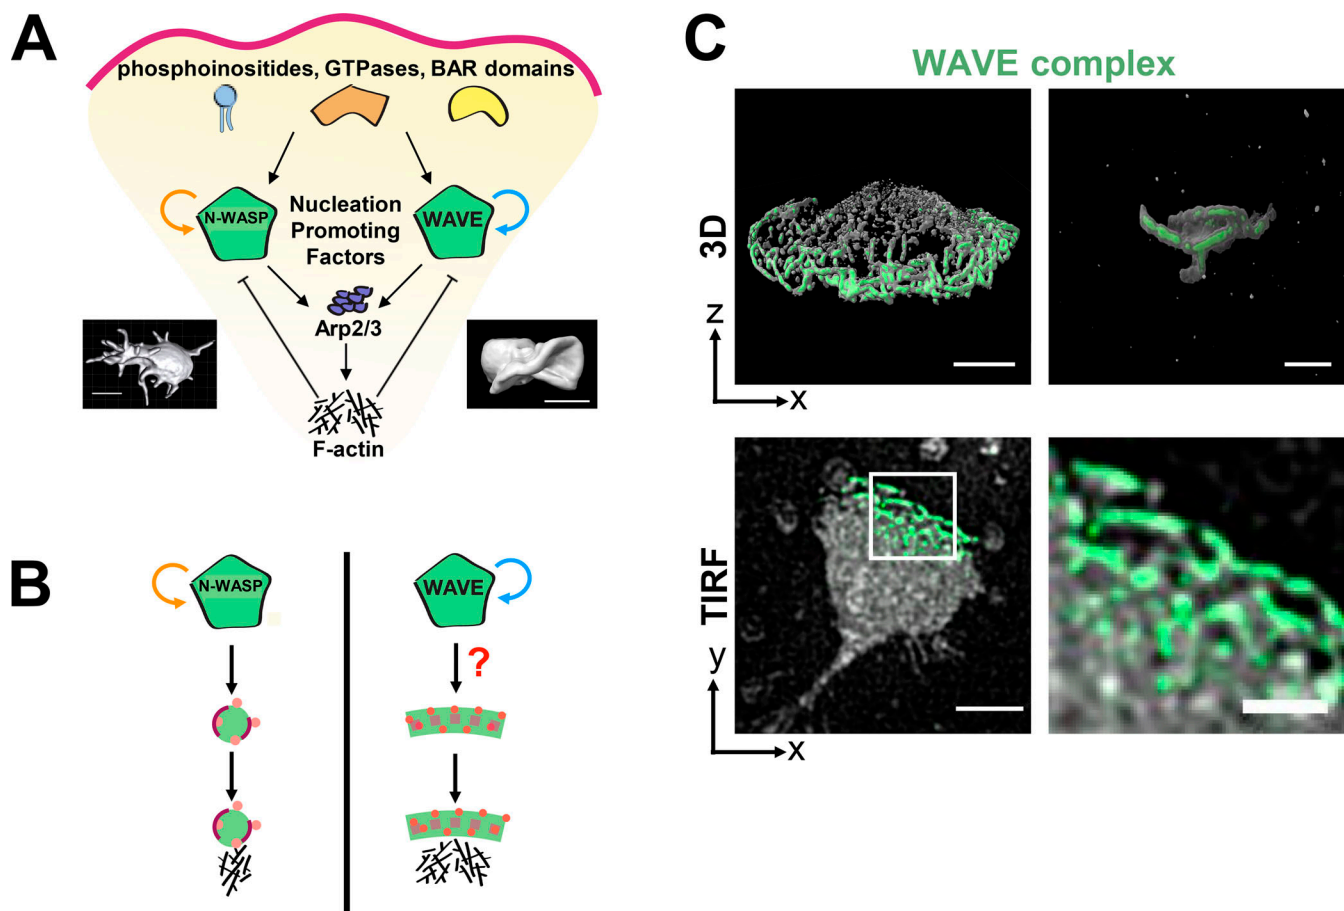 A
phosphoinositides, GTPases, BAR domains
N-WASP
Nucleation
Promoting
Factors
WAVE
Arp2/3
F-actin
B
N-WASP
WAVE
?
C
WAVE complex
3D
z
x
TIRF
y
x